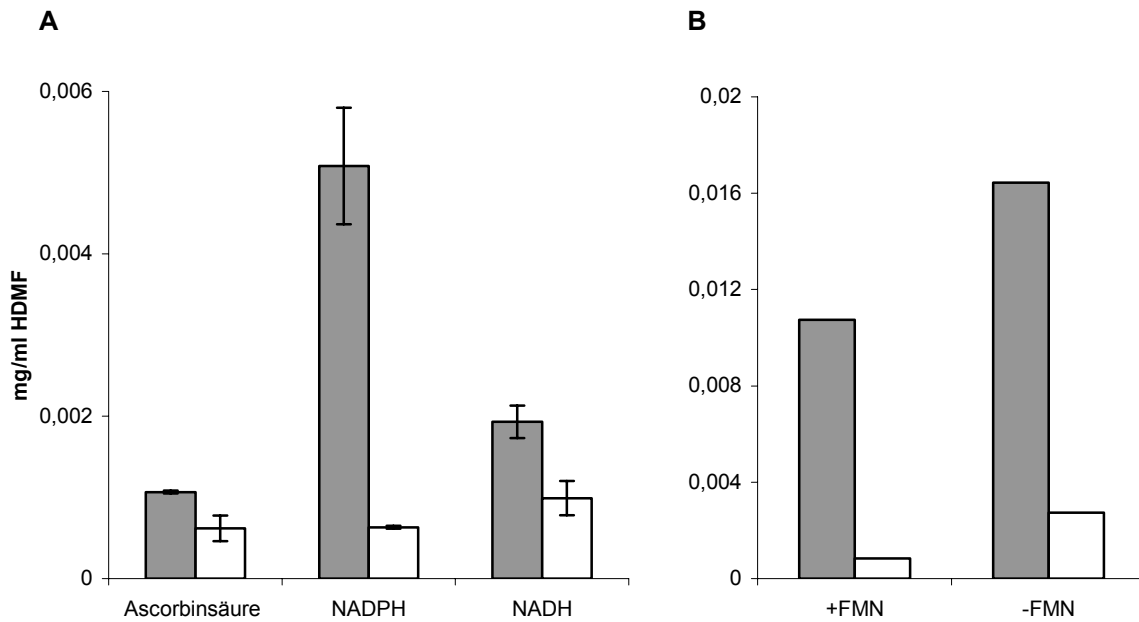 A
mg/ml HDMF
0,006
0,004
0,002
0
Ascorbinsäure NADPH NADH
B
0,02
0,016
0,012
0,008
0,004
0
+FMN -FMN